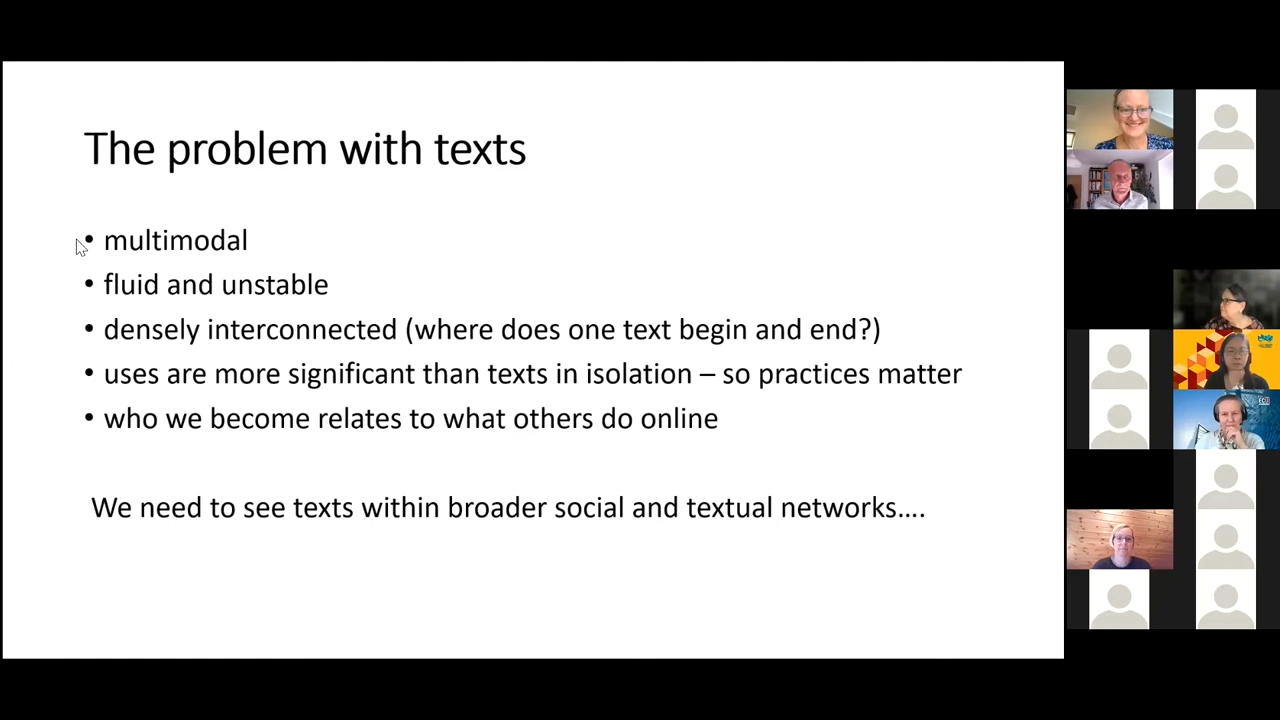 The problem with texts
• multimodal
• fluid and unstable
• densely interconnected (where does one text begin and end?)
• uses are more significant than texts in isolation – so practices matter
• who we become relates to what others do online
We need to see texts within broader social and textual networks….